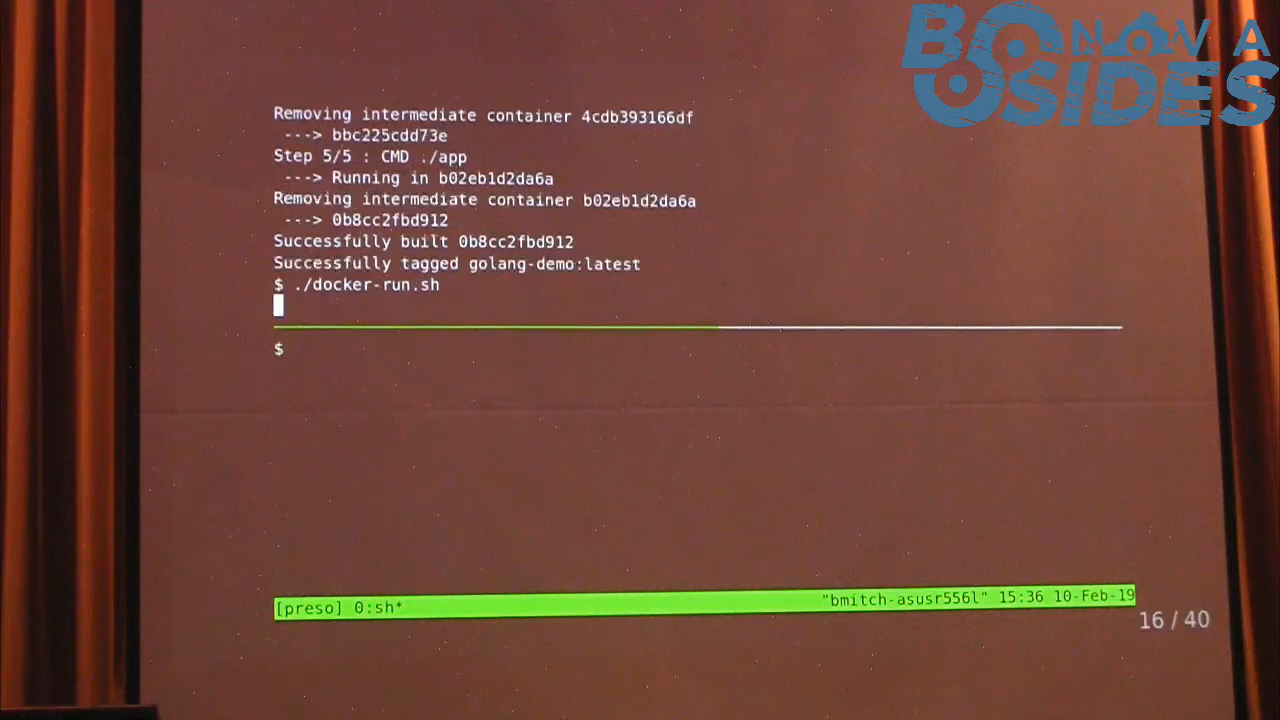 BSIDES
NOVA
Removing intermediate container 4cdb393166df
---> bbc225cdd73e
Step 5/5 : CMD ./app
---> Running in b02eb1d2da6a
Removing intermediate container b02eb1d2da6a
---> 0b8cc2fbd912
Successfully built 0b8cc2fbd912
Successfully tagged golang-demo:latest
$ ./docker-run.sh
$
[preso] 0:sh* "bmitch-asusr556l" 15:36 10-Feb-19
16 / 40